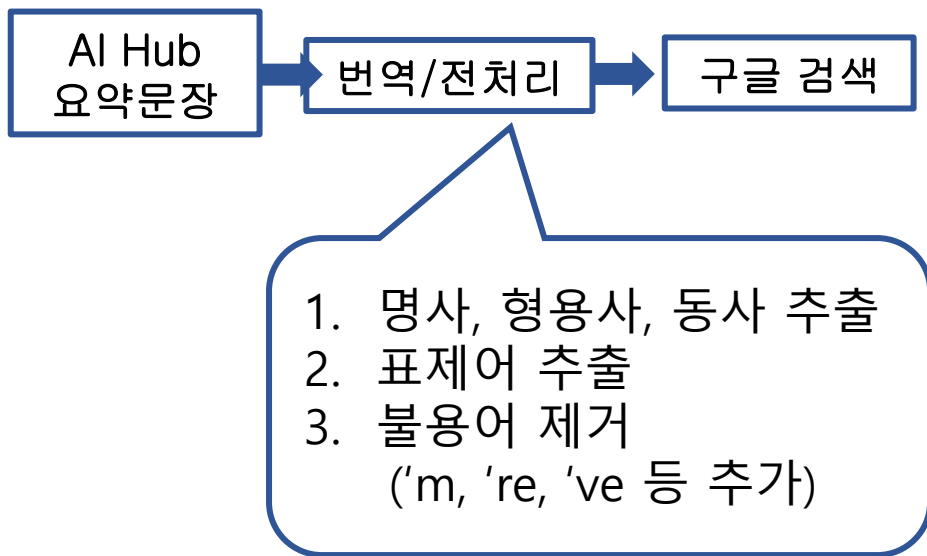 AI Hub
요약문장
번역/전처리
구글 검색
1. 명사, 형용사, 동사 추출
2. 표제어 추출
3. 불용어 제거
(‘m, ‘re, ‘ve 등 추가)